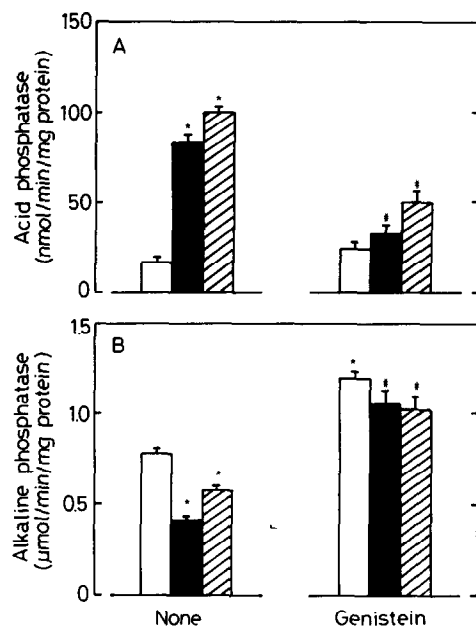 A
Acid phosphatase
(nmol/min/mg protein)
150
100
50
0
* *
# #
B
Alkaline phosphatase
(µmol/min/mg protein)
1.5
1.0
0.5
0.0
* *
* # #
None Genistein